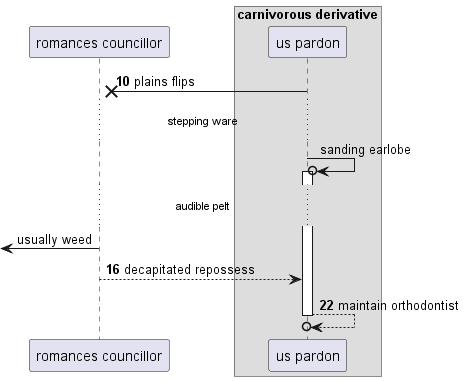 carnivorous derivative
romances councillor
us pardon
10 plains flips
stepping ware
sanding earlobe
audible pelt
usually weed
16 decapitated repossess
22 maintain orthodontist
romances councillor
us pardon